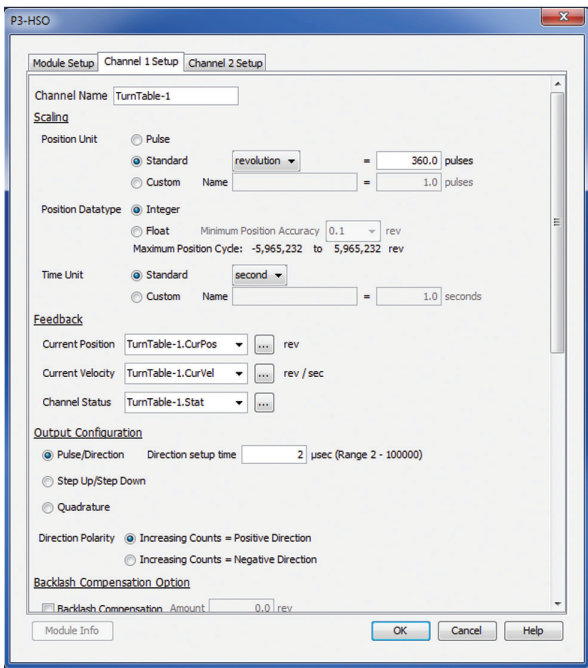 P3-HSO
Module Setup Channel 1 Setup Channel 2 Setup
Channel Name TurnTable-1
Scaling
Position Unit Pulse
Standard revolution = 360.0 pulses
Custom Name = 1.0 pulses
Position Datatype Integer
Float Minimum Position Accuracy 0.1 rev
Maximum Position Cycle: -5,965,232 to 5,965,232 rev
Time Unit Standard second
Custom Name = 1.0 seconds
Feedback
Current Position TurnTable-1.CurPos ... rev
Current Velocity TurnTable-1.CurVel ... rev / sec
Channel Status TurnTable-1.Stat ...
Output Configuration
Pulse/Direction Direction setup time 2 μsec (Range 2 - 100000)
Step Up/Step Down
Quadrature
Direction Polarity Increasing Counts = Positive Direction
Increasing Counts = Negative Direction
Backlash Compensation Option
Backlash Compensation Amount 0.0 rev
Module Info OK Cancel Help